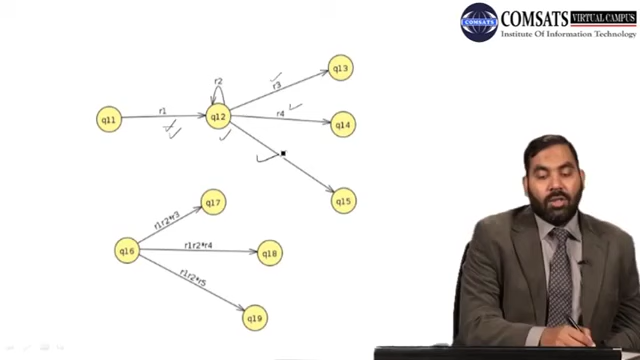 COMSATS VIRTUAL CAMPUS
Institute Of Information Technology
q13
r2
r3
r1
q12
r4
q11
q14
q15
q17
r1r2*r3
q16
r1r2*r4
q18
r1r2*r5
q19